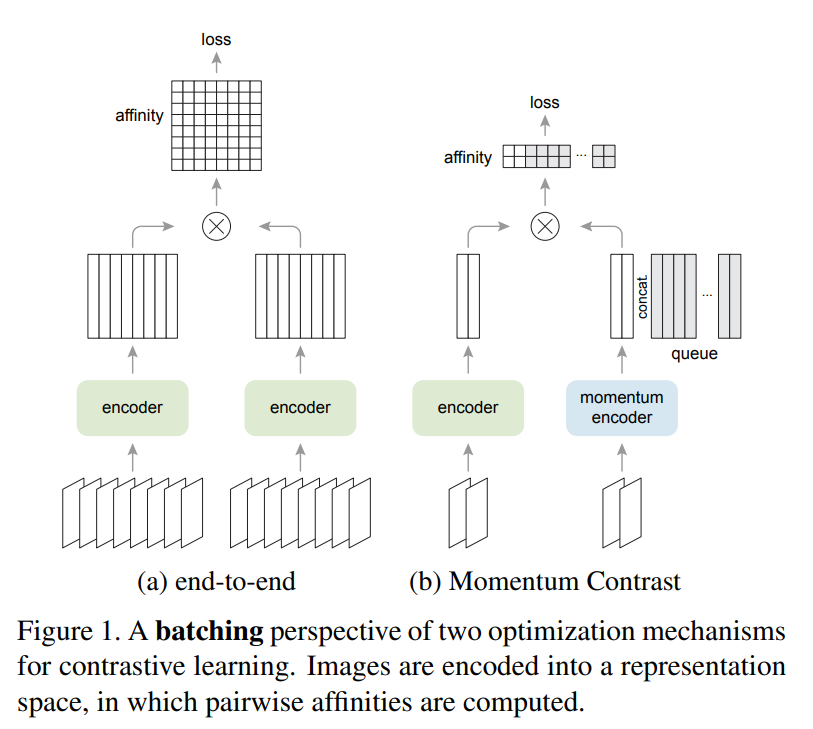 loss
affinity
encoder
encoder
(a) end-to-end
loss
affinity
...
concat.
...
queue
encoder
momentum
encoder
(b) Momentum Contrast
Figure 1. A batching perspective of two optimization mechanisms
for contrastive learning. Images are encoded into a representation
space, in which pairwise affinities are computed.